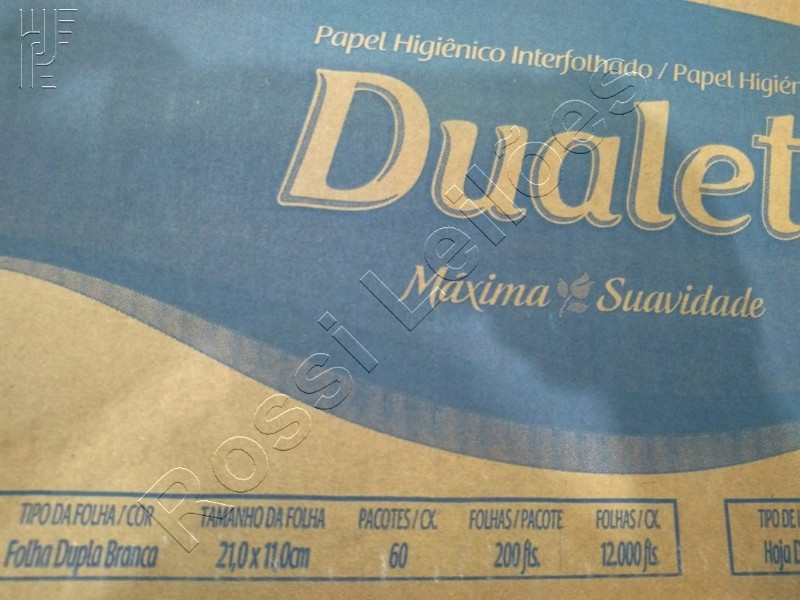 Papel Higiênico Interfolhado / Papel Higién
Dualet
Máxima Suavidade
TIPO DA FOLHA / COR TAMANHO DA FOLHA PACOTES / CX. FOLHAS / PACOTE FOLHAS / CX. TIPO DE
Folha Dupla Branca 21,0 x 11,0cm 60 200 fls. 12.000 fls. Hoja D
Rossi Leilões